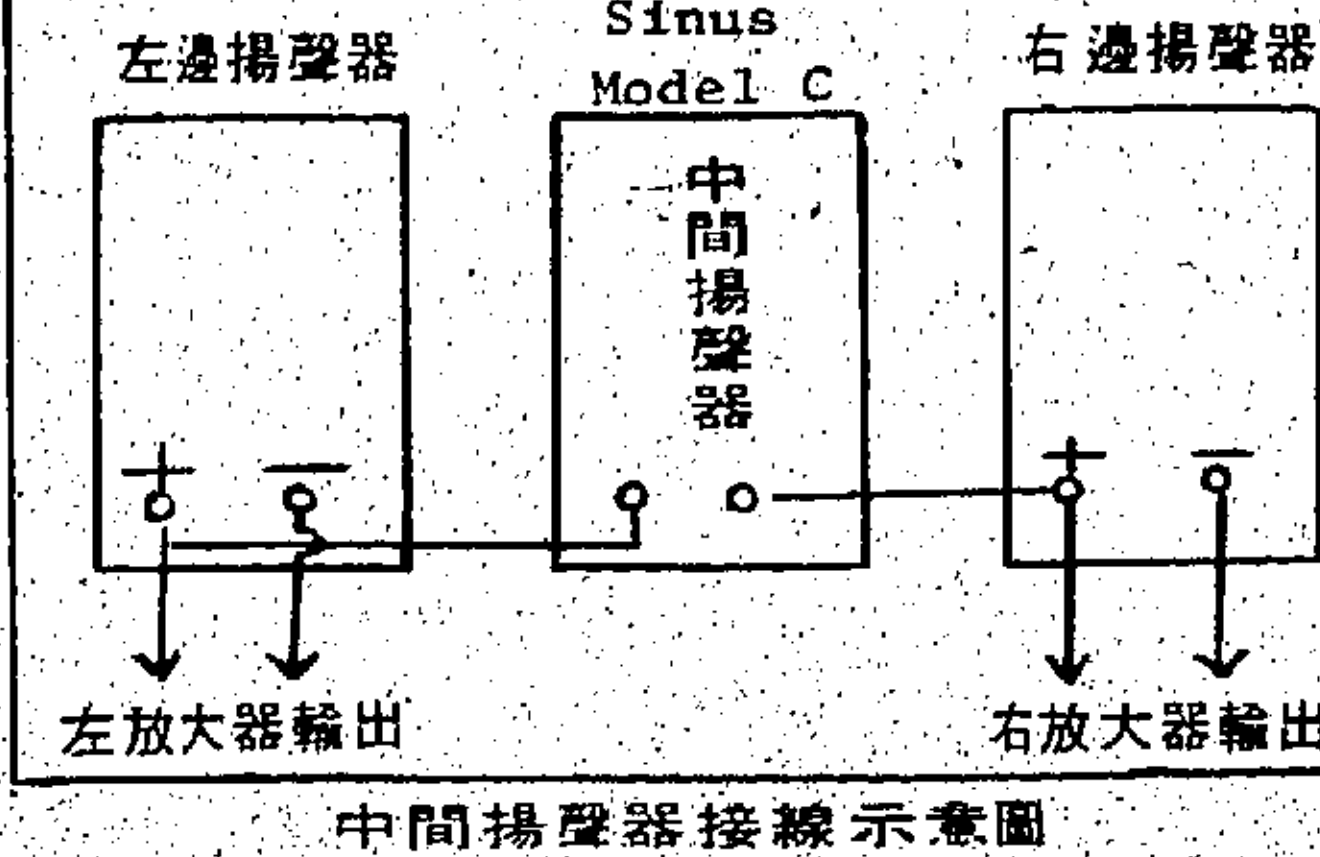 左邊揚聲器
Sinus
Model C
右邊揚聲器
中間揚聲器
+ −
+ −
左放大器輸出
右放大器輸出
中間揚聲器接線示意圖